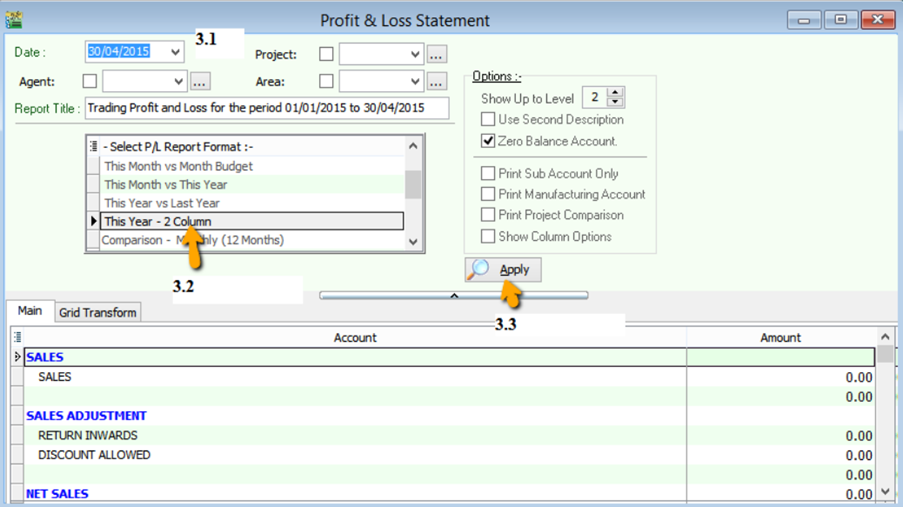 Profit & Loss Statement
Date :
30/04/2015
3.1
Project:
...
Agent:
...
Area:
...
Report Title :
Trading Profit and Loss for the period 01/01/2015 to 30/04/2015
Options :-
Show Up to Level
2
Use Second Description
Zero Balance Account.
Print Sub Account Only
Print Manufacturing Account
Print Project Comparison
Show Column Options
- Select P/L Report Format :-
This Month vs Month Budget
This Month vs This Year
This Year vs Last Year
This Year - 2 Column
Comparison - Monthly (12 Months)
3.2
Apply
3.3
Main
Grid Transform
Account
Amount
SALES
SALES
0.00
0.00
SALES ADJUSTMENT
RETURN INWARDS
0.00
DISCOUNT ALLOWED
0.00
0.00
NET SALES
0.00